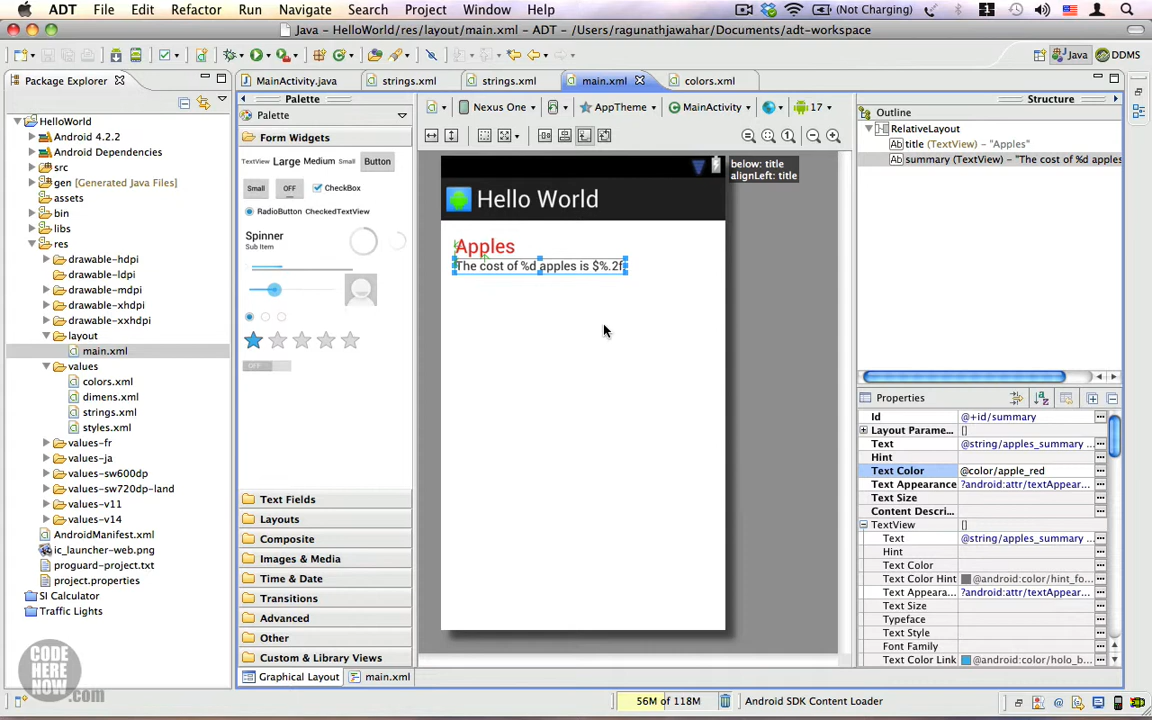 ADT File Edit Refactor Run Navigate Search Project Window Help (Not Charging) 1
Java - HelloWorld/res/layout/main.xml - ADT - /Users/ragunathjawahar/Documents/adt-workspace
Java DDMS
Package Explorer
MainActivity.java strings.xml strings.xml main.xml colors.xml
HelloWorld
Android 4.2.2
Android Dependencies
src
gen [Generated Java Files]
assets
bin
libs
res
drawable-hdpi
drawable-ldpi
drawable-mdpi
drawable-xhdpi
drawable-xxhdpi
layout
main.xml
values
colors.xml
dimens.xml
strings.xml
styles.xml
values-fr
values-ja
values-sw600dp
values-sw720dp-land
values-v11
values-v14
AndroidManifest.xml
ic_launcher-web.png
proguard-project.txt
project.properties
SI Calculator
Traffic Lights
CODE
HERE
NOW
.com
Palette
Palette
Form Widgets
TextView Large Medium Small Button
Small OFF CheckBox
RadioButton CheckedTextView
Spinner
Sub Item
OFF
Text Fields
Layouts
Composite
Images & Media
Time & Date
Transitions
Advanced
Other
Custom & Library Views
Graphical Layout main.xml
Nexus One AppTheme MainActivity 17
below: title
alignLeft: title
Hello World
Apples
The cost of %d apples is $%.2f
Structure
Outline
RelativeLayout
Ab title (TextView) - "Apples"
Ab summary (TextView) - "The cost of %d apples
Properties
Id @+id/summary
Layout Parame... []
Text @string/apples_summary ...
Hint
Text Color @color/apple_red
Text Appearance ?android:attr/textAppear...
Text Size
Content Descri...
TextView []
Text @string/apples_summary ...
Hint
Text Color
Text Color Hint @android:color/hint_fo...
Text Appeara... ?android:attr/textAppear...
Text Size
Typeface
Text Style
Font Family
Text Color Link @android:color/holo_b...
56M of 118M Android SDK Content Loader